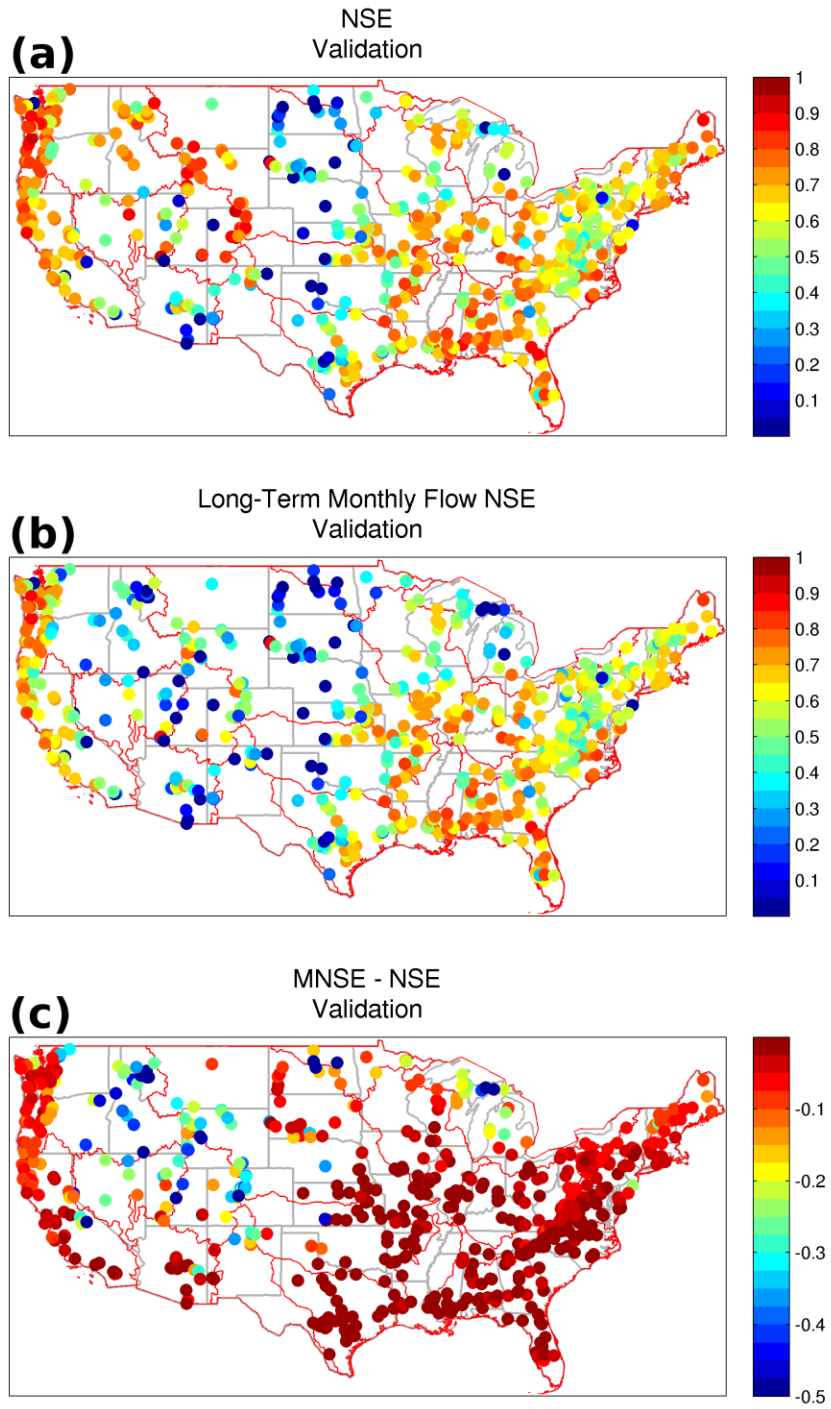 (a)
NSE
Validation
1
0.9
0.8
0.7
0.6
0.5
0.4
0.3
0.2
0.1
(b)
Long-Term Monthly Flow NSE
Validation
1
0.9
0.8
0.7
0.6
0.5
0.4
0.3
0.2
0.1
(c)
MNSE - NSE
Validation
-0.1
-0.2
-0.3
-0.4
-0.5